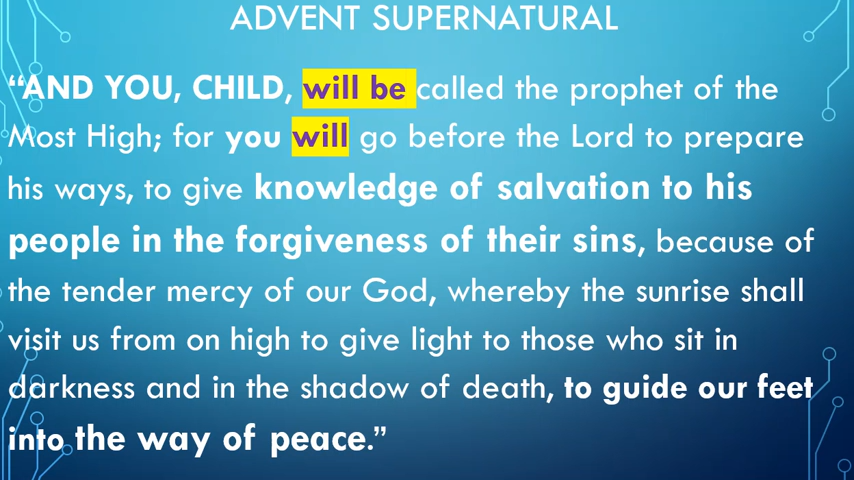 ADVENT SUPERNATURAL
“AND YOU, CHILD, will be called the prophet of the
Most High; for you will go before the Lord to prepare
his ways, to give knowledge of salvation to his
people in the forgiveness of their sins, because of
the tender mercy of our God, whereby the sunrise shall
visit us from on high to give light to those who sit in
darkness and in the shadow of death, to guide our feet
into the way of peace.”